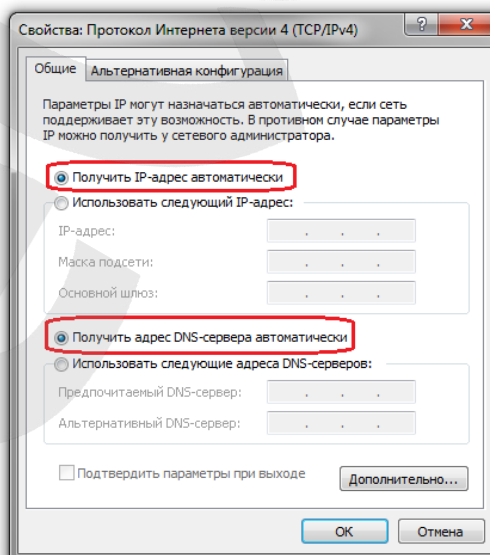 Свойства: Протокол Интернета версии 4 (TCP/IPv4)
Общие
Альтернативная конфигурация
Параметры IP могут назначаться автоматически, если сеть
поддерживает эту возможность. В противном случае параметры
IP можно получить у сетевого администратора.
Получить IP-адрес автоматически
Использовать следующий IP-адрес:
IP-адрес:
Маска подсети:
Основной шлюз:
Получить адрес DNS-сервера автоматически
Использовать следующие адреса DNS-серверов:
Предпочитаемый DNS-сервер:
Альтернативный DNS-сервер:
Подтвердить параметры при выходе
Дополнительно...
ОК
Отмена